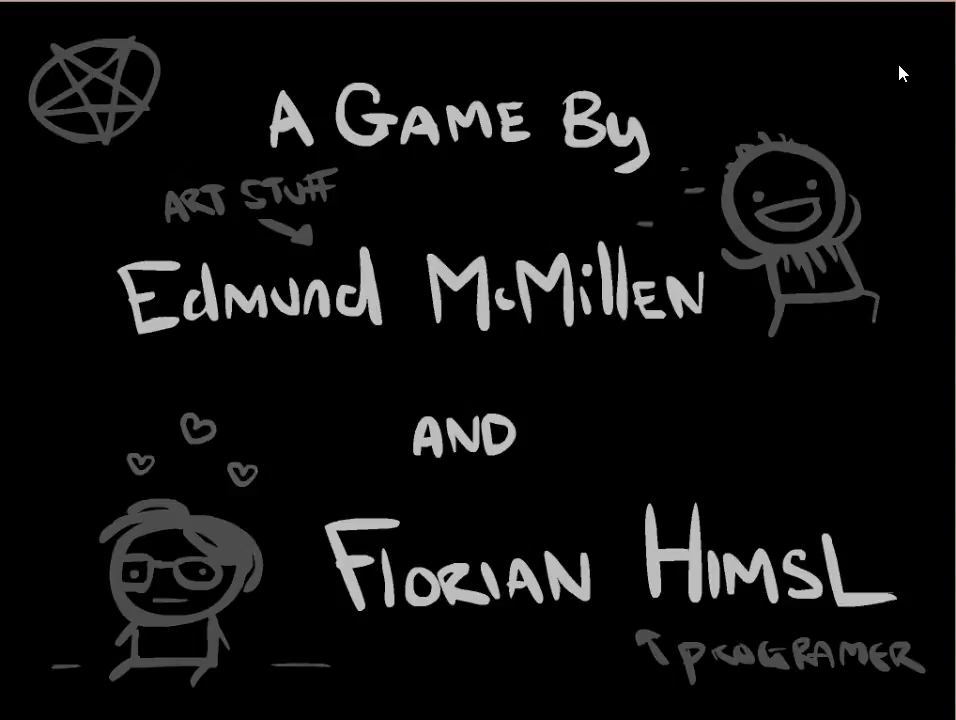 A GAME By
ART STUFF
Edmund McMillEN
AND
FlORIAN HIMSL
PROGRAMER